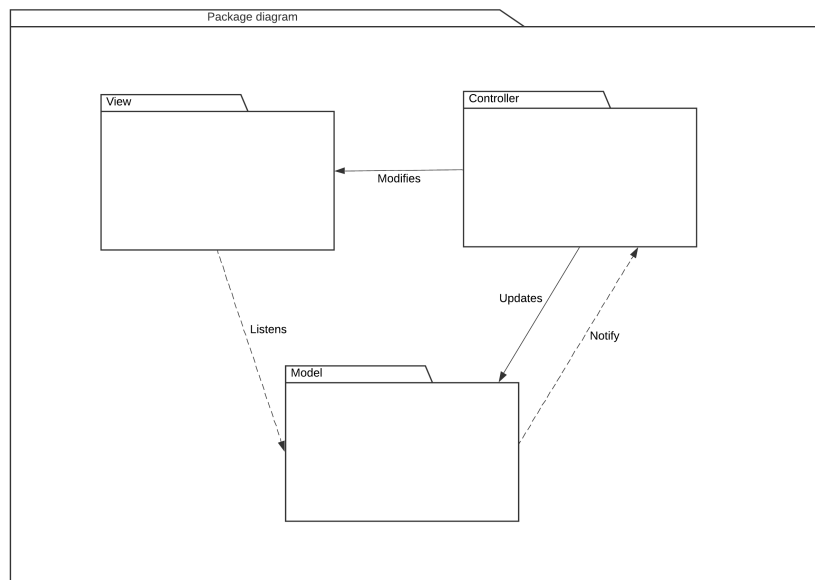 Package diagram
View
Controller
Modifies
Updates
Listens
Notify
Model